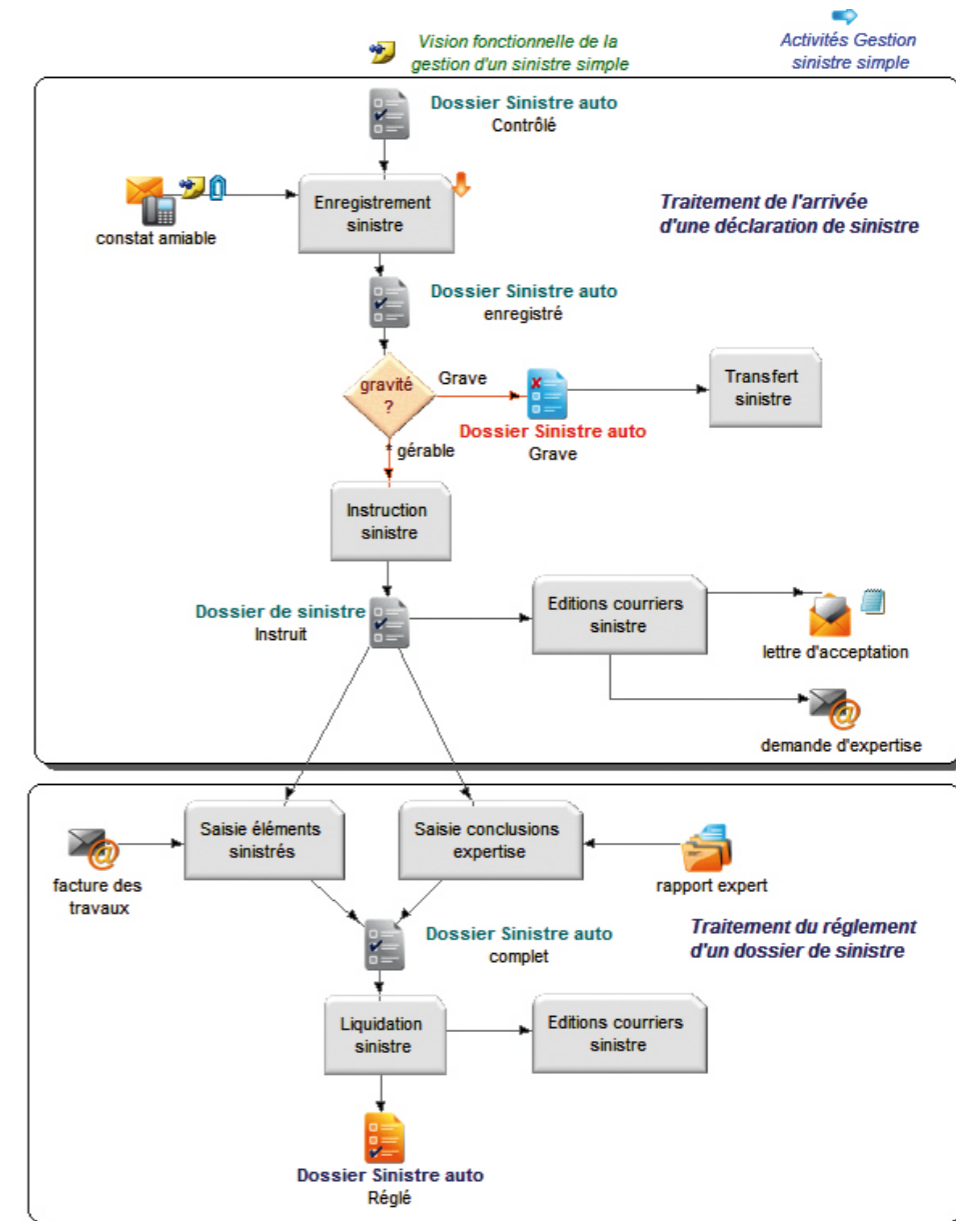 Vision fonctionnelle de la
gestion d'un sinistre simple
Activités Gestion
sinistre simple
Dossier Sinistre auto
Contrôlé
constat amiable
Enregistrement
sinistre
Traitement de l'arrivée
d'une déclaration de sinistre
Dossier Sinistre auto
enregistré
gravité
?
Grave
Dossier Sinistre auto
Grave
Transfert
sinistre
* gérable
Instruction
sinistre
Dossier de sinistre
Instruit
Editions courriers
sinistre
lettre d'acceptation
demande d'expertise
Saisie éléments
sinistrés
Saisie conclusions
expertise
facture des
travaux
rapport expert
Traitement du réglement
d'un dossier de sinistre
Dossier Sinistre auto
complet
Liquidation
sinistre
Editions courriers
sinistre
Dossier Sinistre auto
Réglé